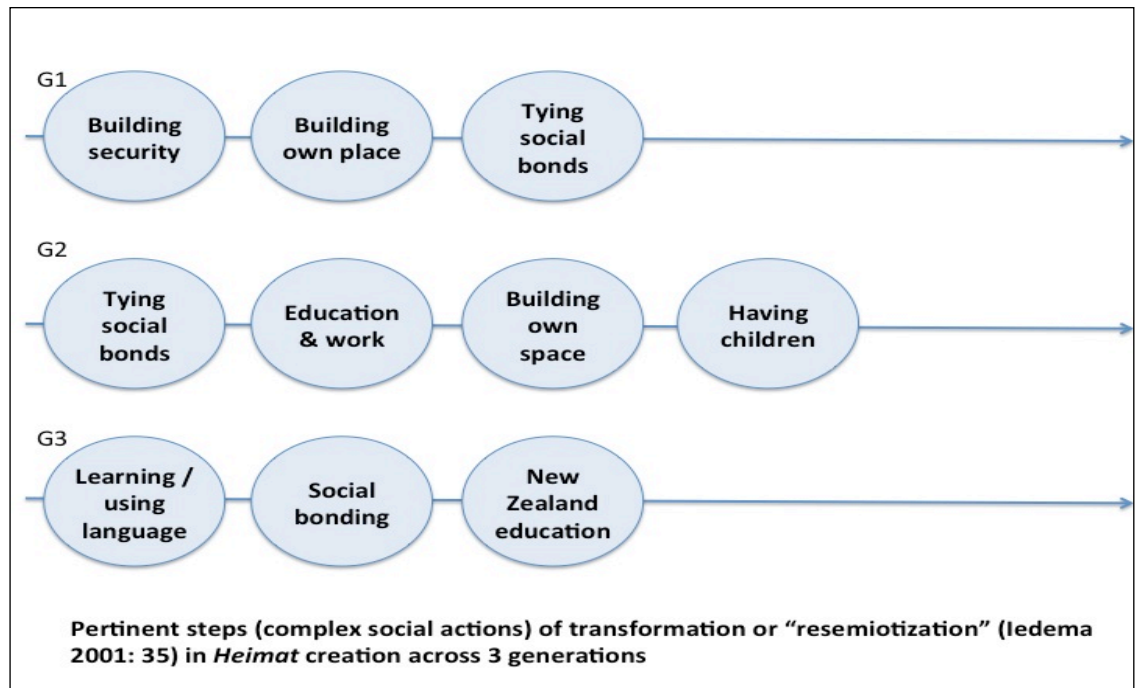 G1
Building
security
Building
own place
Tying
social
bonds
G2
Tying
social
bonds
Education
& work
Building
own
space
Having
children
G3
Learning /
using
language
Social
bonding
New
Zealand
education
Pertinent steps (complex social actions) of transformation or “resemiotization” (Iedema
2001: 35) in Heimat creation across 3 generations